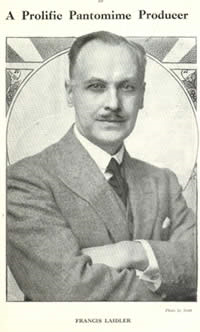 A Prolific Pantomime Producer
FRANCIS LAIDLER